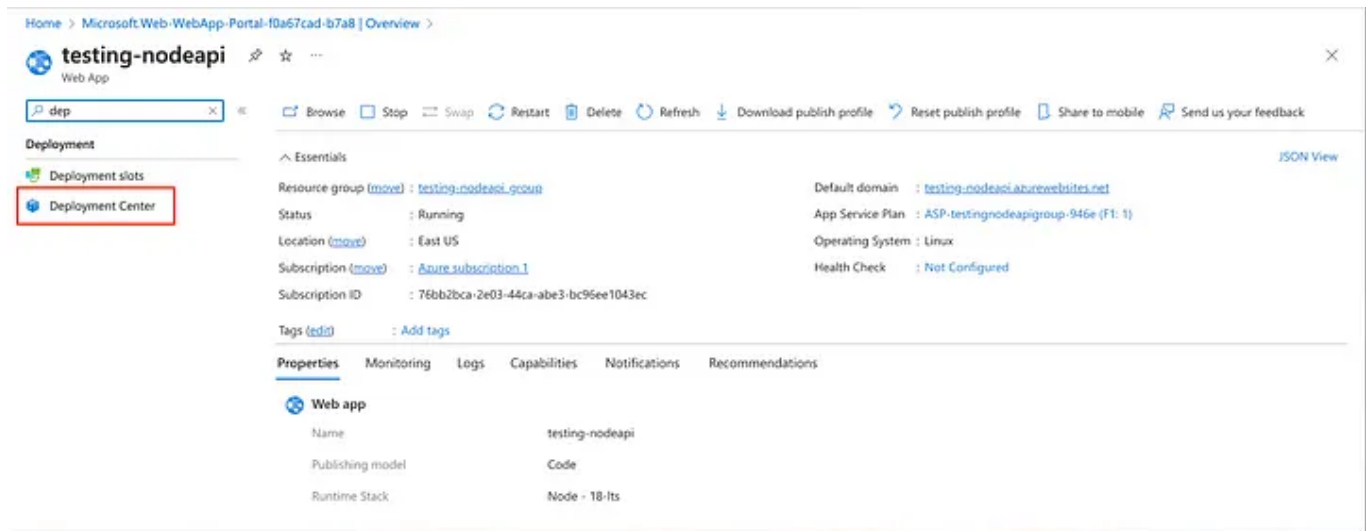 Home > Microsoft.Web-WebApp-Portal-f0a67cad-b7a8 | Overview >
testing-nodeapi
Web App
dep
Browse Stop Swap Restart Delete Refresh Download publish profile Reset publish profile Share to mobile Send us your feedback
Deployment
Deployment slots
Deployment Center
Essentials
JSON View
Resource group (move) : testing-nodeapi_group
Status : Running
Location (move) : East US
Subscription (move) : Azure subscription 1
Subscription ID : 76bb2bca-2e03-44ca-abe3-bc96ee1043ec
Default domain : testing-nodeapi.azurewebsites.net
App Service Plan : ASP-testingnodeapigroup-946e (F1: 1)
Operating System : Linux
Health Check : Not Configured
Tags (edit) : Add tags
Properties Monitoring Logs Capabilities Notifications Recommendations
Web app
Name testing-nodeapi
Publishing model Code
Runtime Stack Node - 18-lts